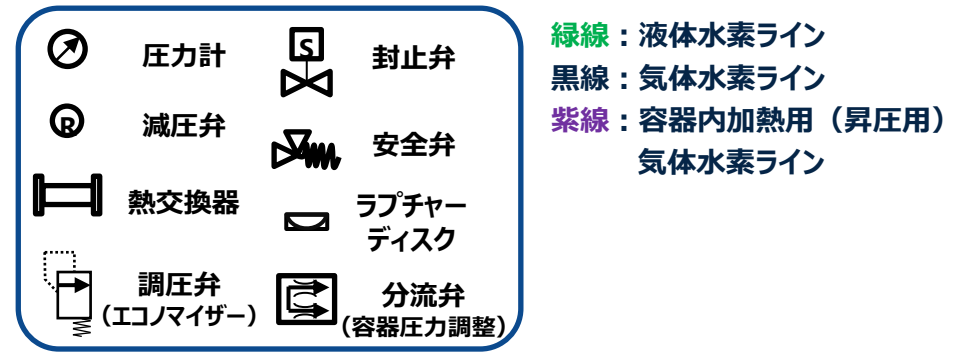 圧力計
S
封止弁
R
減圧弁
安全弁
熱交換器
ラプチャー
ディスク
調圧弁
（エコノマイザー）
分流弁
（容器圧力調整）
緑線：液体水素ライン
黒線：気体水素ライン
紫線：容器内加熱用（昇圧用）
気体水素ライン